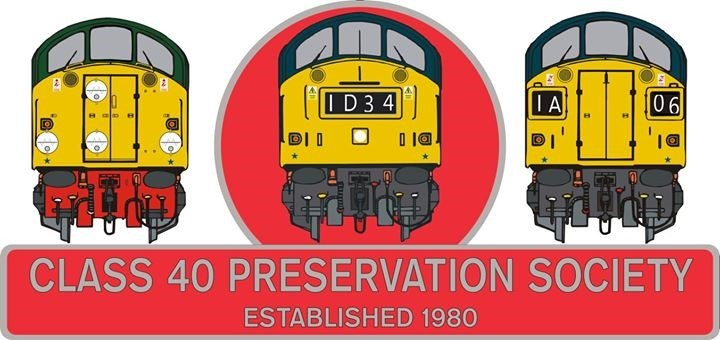 1D34
1A 06
CLASS 40 PRESERVATION SOCIETY
ESTABLISHED 1980